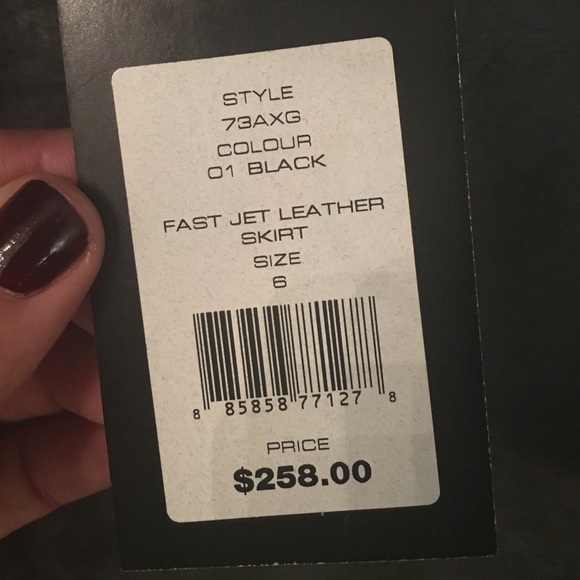 STYLE
73AXG
COLOUR
01 BLACK
FAST JET LEATHER
SKIRT
SIZE
6
8 85858 77127 8
PRICE
$258.00